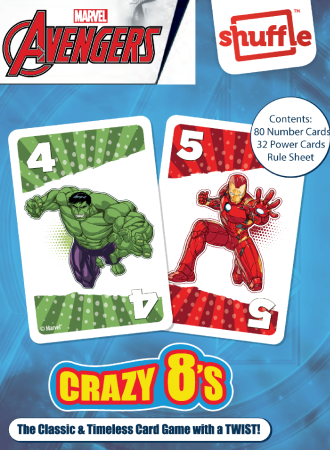 MARVEL
AVENGERS
shuffle™
Contents:
80 Number Cards
32 Power Cards
Rule Sheet
4
5
4
5
© Marvel
CRAZY 8'S
The Classic & Timeless Card Game with a TWIST!